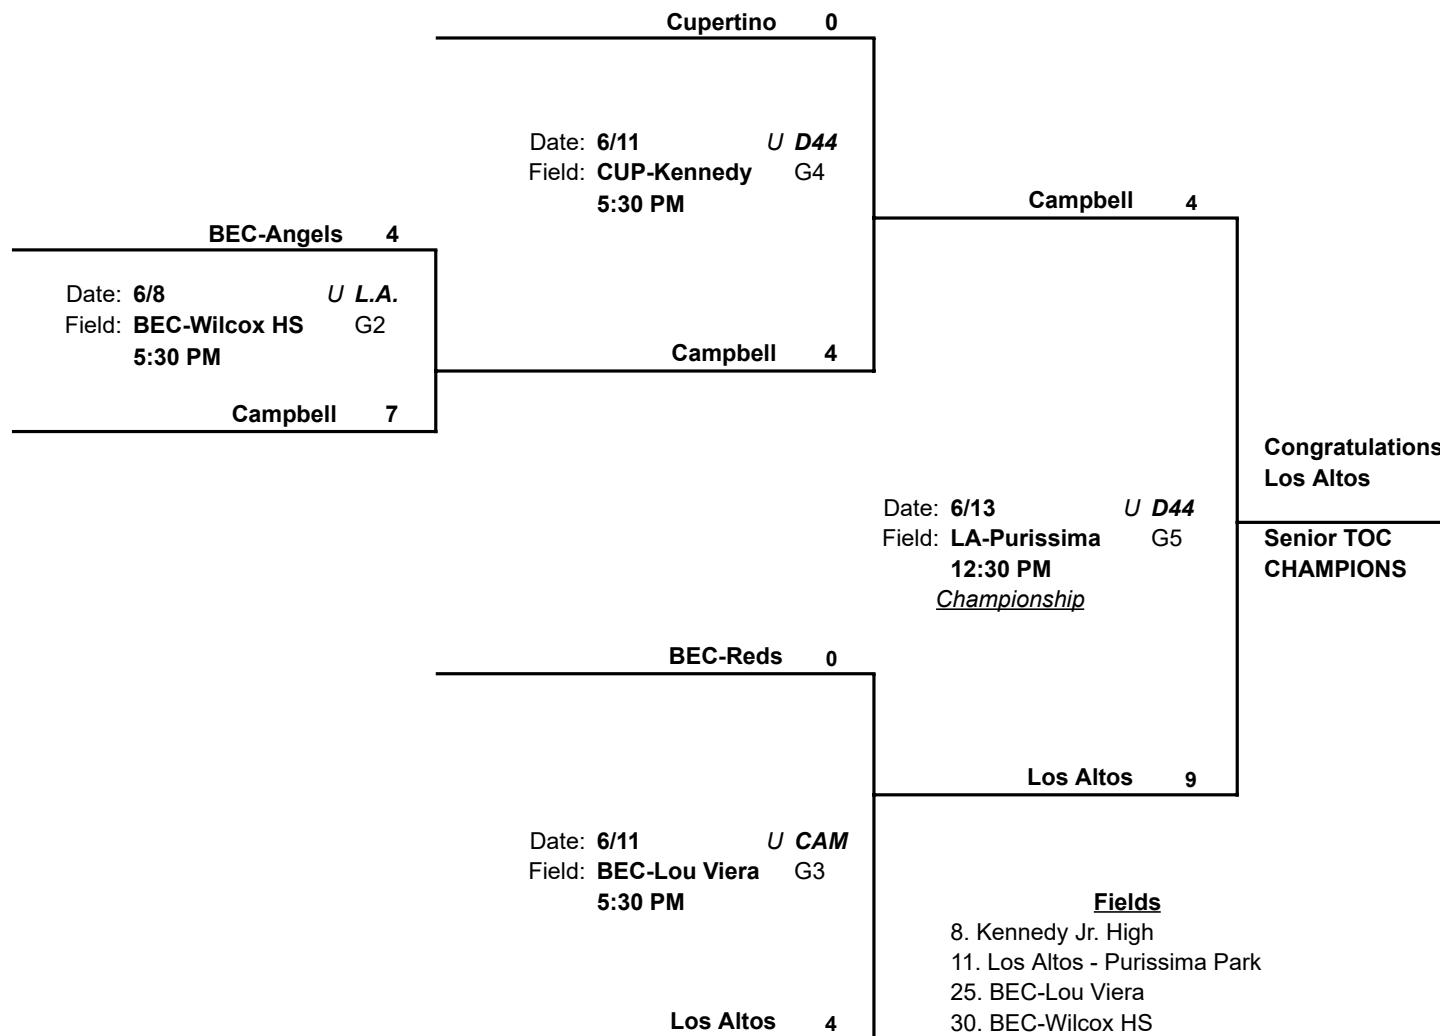 Cupertino 0
Date: 6/11 U D44
Field: CUP-Kennedy G4
5:30 PM
Campbell 4
BEC-Angels 4
Date: 6/8 U L.A.
Field: BEC-Wilcox HS G2
5:30 PM
Campbell 4
Campbell 7
Congratulations
Los Altos
Date: 6/13 U D44
Field: LA-Purissima G5
12:30 PM
Championship
Senior TOC
CHAMPIONS
BEC-Reds 0
Los Altos 9
Date: 6/11 U CAM
Field: BEC-Lou Viera G3
5:30 PM
Fields
8. Kennedy Jr. High
11. Los Altos - Purissima Park
25. BEC-Lou Viera
30. BEC-Wilcox HS
Los Altos 4